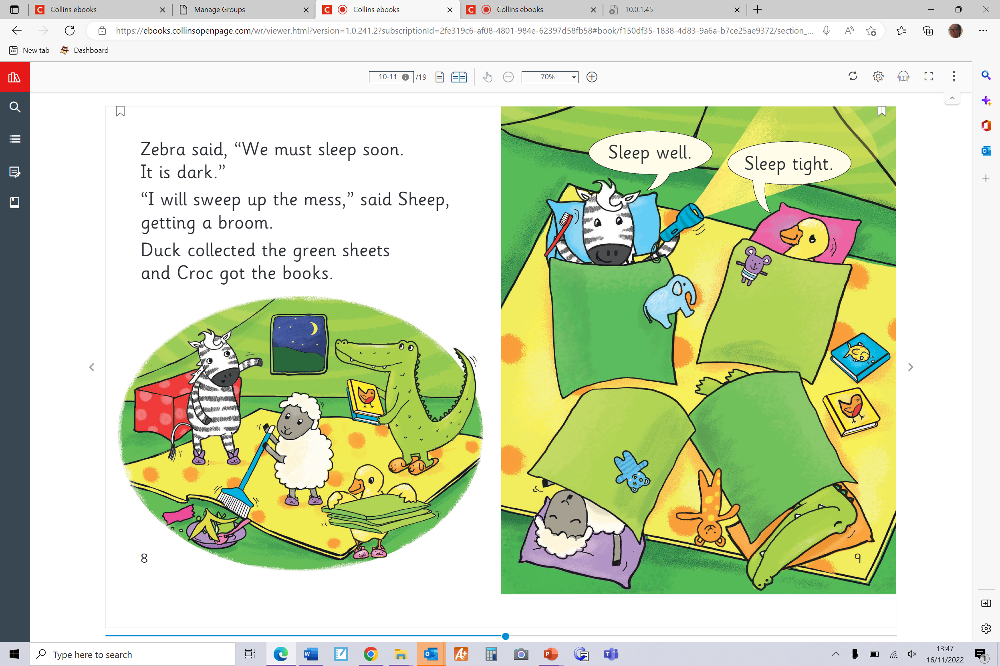 Collins ebooks
Manage Groups
Collins ebooks
Collins ebooks
10.0.1.45
https://ebooks.collinsopenpage.com/wr/viewer.html?version=1.0.241.2?subscriptionId=2fe319c6-af08-4801-984e-62397d58fb58#book/f150df35-1838-4d83-9a6a-b7ce25ae9372/section_...
New tab
Dashboard
10-11 /19
70%
Zebra said, “We must sleep soon.
It is dark.”
“I will sweep up the mess,” said Sheep,
getting a broom.
Duck collected the green sheets
and Croc got the books.
8
Sleep well.
Sleep tight.
9
Type here to search
13:47
16/11/2022
1